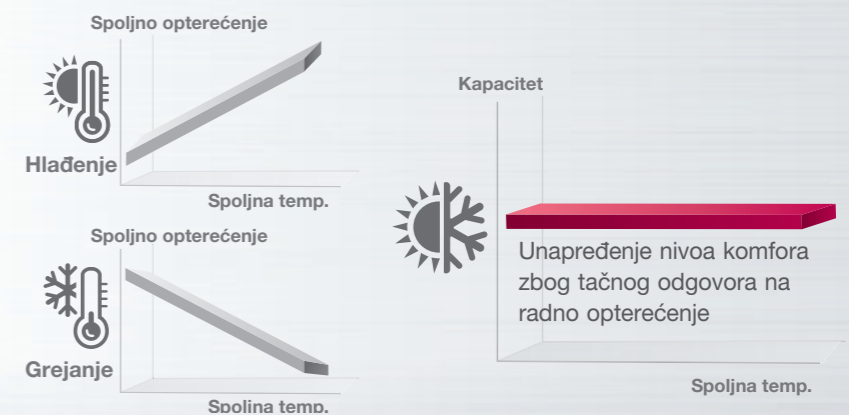 Spoljno opterećenje
Hlađenje
Spoljna temp.
Spoljno opterećenje
Grejanje
Spoljna temp.
Kapacitet
Unapređenje nivoa komfora
zbog tačnog odgovora na
radno opterećenje
Spoljna temp.